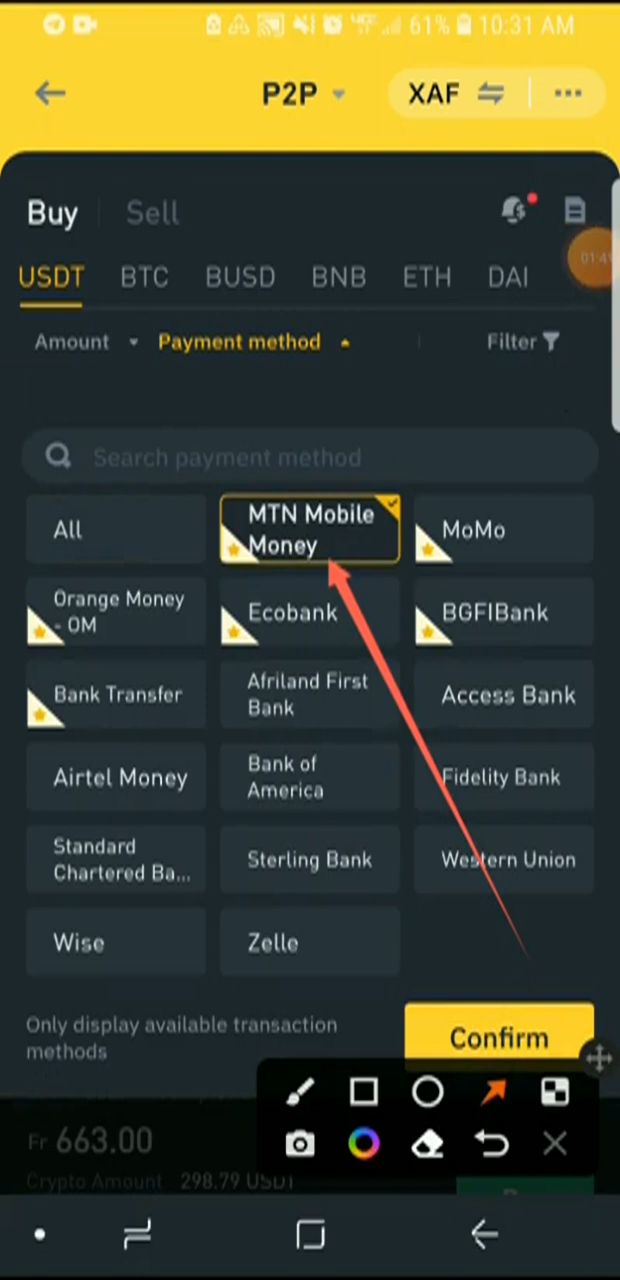 61% 10:31 AM
P2P XAF
Buy Sell
USDT BTC BUSD BNB ETH DAI
Amount Payment method Filter
Search payment method
All
MTN Mobile
Money
MoMo
Orange Money
- OM
Ecobank
BGFIBank
Bank Transfer
Afriland First
Bank
Access Bank
Airtel Money
Bank of
America
Fidelity Bank
Standard
Chartered Ba...
Sterling Bank
Western Union
Wise
Zelle
Only display available transaction
methods
Confirm
Fr 663.00
Crypto Amount 298.79 USDT